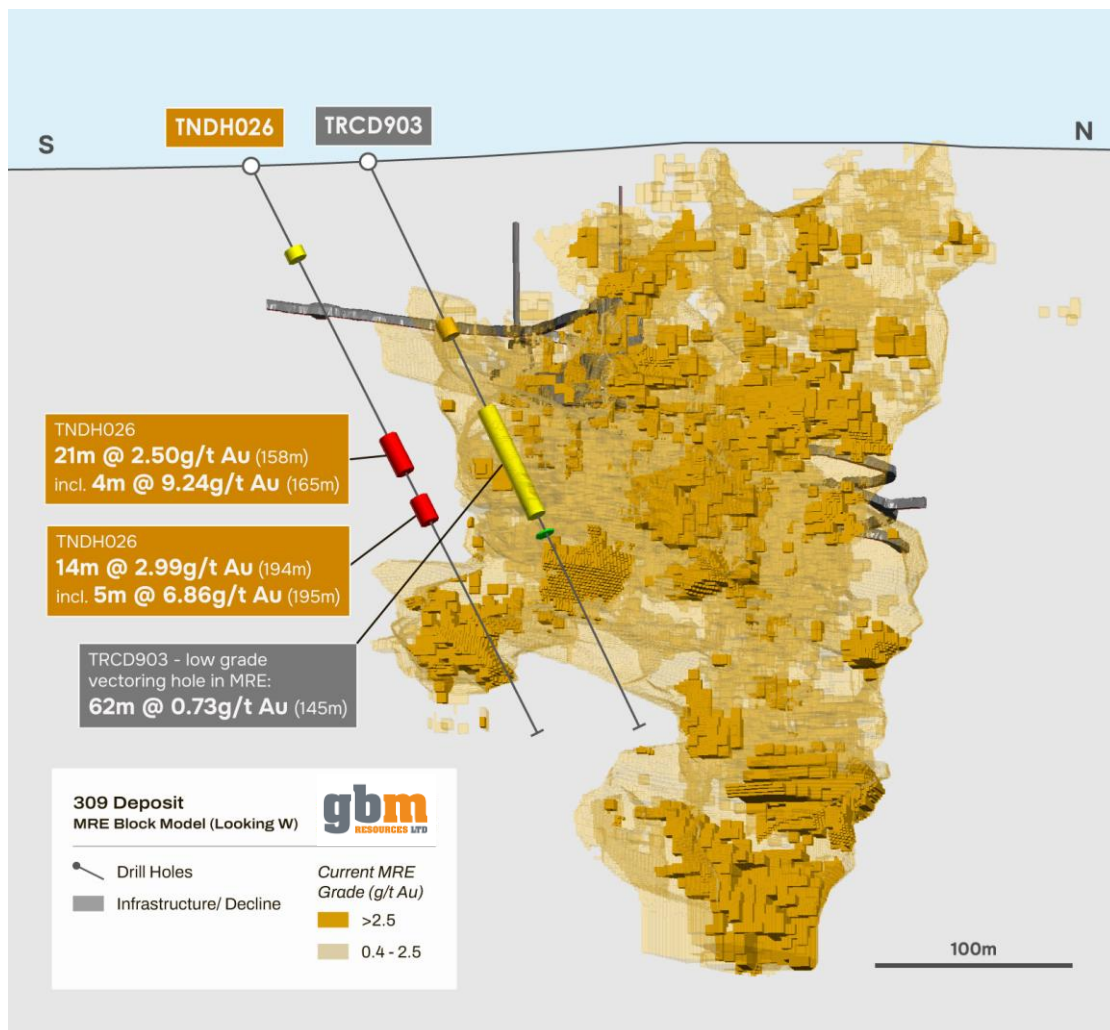 TNDH026
TRCD903
S
N
TNDH026
21m @ 2.50g/t Au (158m)
incl. 4m @ 9.24g/t Au (165m)
TNDH026
14m @ 2.99g/t Au (194m)
incl. 5m @ 6.86g/t Au (195m)
TRCD903 - low grade
vectoring hole in MRE:
62m @ 0.73g/t Au (145m)
309 Deposit
MRE Block Model (Looking W)
gbm
RESOURCES LTD
Drill Holes
Infrastructure/ Decline
Current MRE
Grade (g/t Au)
>2.5
0.4 - 2.5
100m